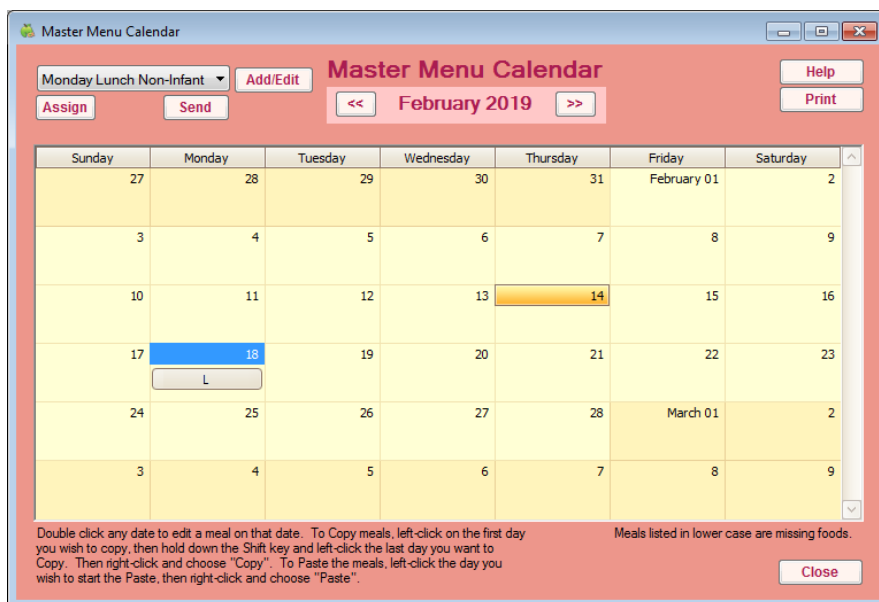 Master Menu Calendar
Monday Lunch Non-Infant
Add/Edit
Master Menu Calendar
Help
Assign
Send
<<
February 2019
>>
Print
Sunday Monday Tuesday Wednesday Thursday Friday Saturday
27 28 29 30 31 February 01 2
3 4 5 6 7 8 9
10 11 12 13 14 15 16
17 18 19 20 21 22 23
L
24 25 26 27 28 March 01 2
3 4 5 6 7 8 9
Double click any date to edit a meal on that date. To Copy meals, left-click on the first day
you wish to copy, then hold down the Shift key and left-click the last day you want to
Copy. Then right-click and choose "Copy". To Paste the meals, left-click the day you
wish to start the Paste, then right-click and choose "Paste".
Meals listed in lower case are missing foods.
Close